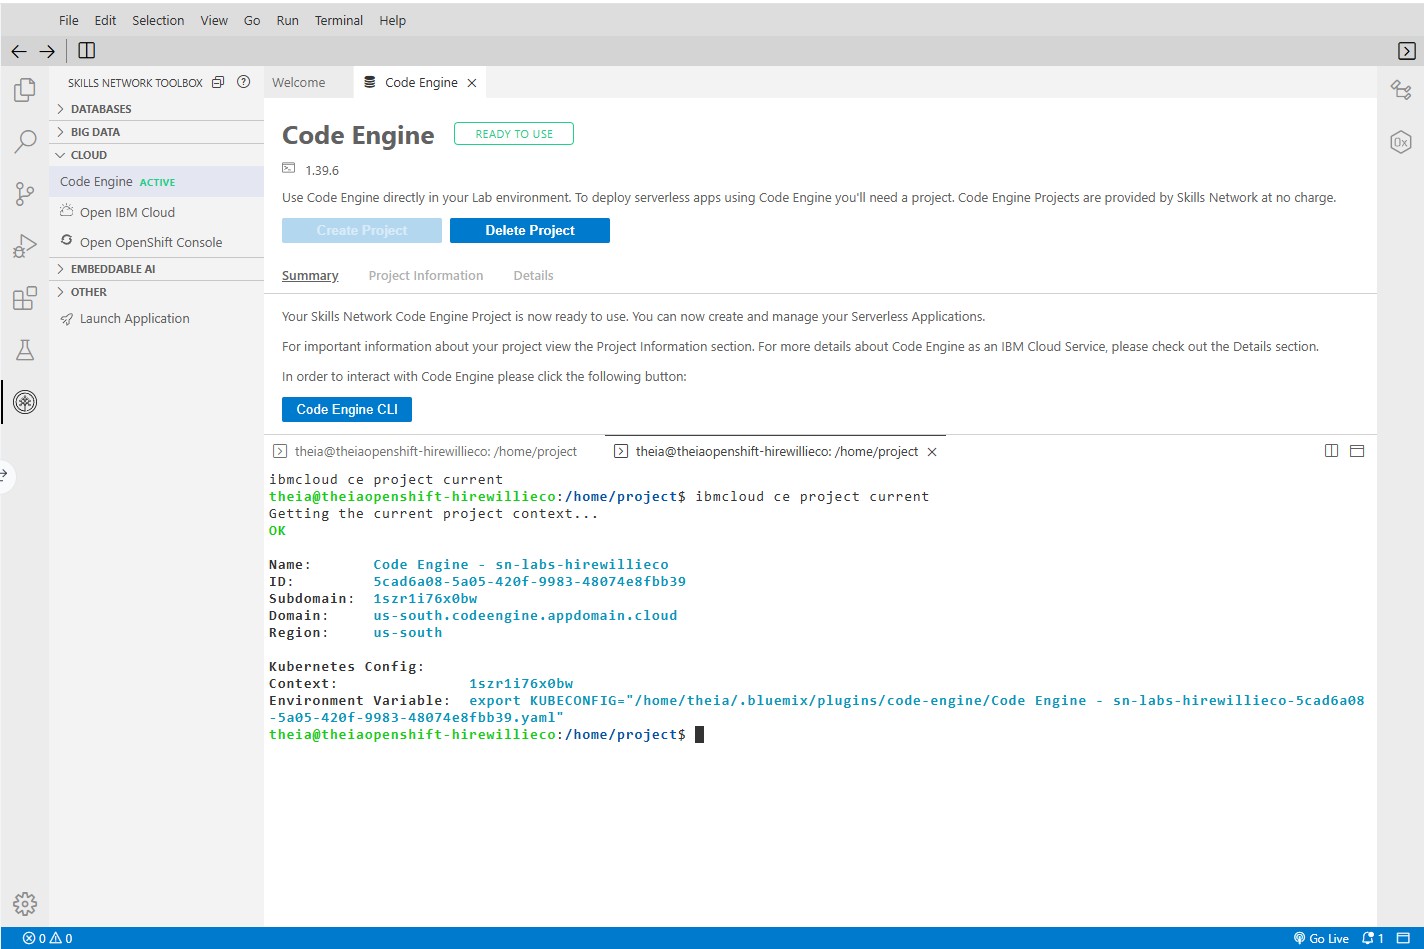 File Edit Selection View Go Run Terminal Help
SKILLS NETWORK TOOLBOX
DATABASES
BIG DATA
CLOUD
Code Engine ACTIVE
Open IBM Cloud
Open OpenShift Console
EMBEDDABLE AI
OTHER
Launch Application
Welcome Code Engine
Code Engine READY TO USE
1.39.6
Use Code Engine directly in your Lab environment. To deploy serverless apps using Code Engine you'll need a project. Code Engine Projects are provided by Skills Network at no charge.
Create Project Delete Project
Summary Project Information Details
Your Skills Network Code Engine Project is now ready to use. You can now create and manage your Serverless Applications.
For important information about your project view the Project Information section. For more details about Code Engine as an IBM Cloud Service, please check out the Details section.
In order to interact with Code Engine please click the following button:
Code Engine CLI
theia@theiaopenshift-hirewillieco: /home/project theia@theiaopenshift-hirewillieco: /home/project
ibmcloud ce project current
theia@theiaopenshift-hirewillieco:/home/project$ ibmcloud ce project current
Getting the current project context...
OK
Name: Code Engine - sn-labs-hirewillieco
ID: 5cad6a08-5a05-420f-9983-48074e8fbb39
Subdomain: 1szr1i76x0bw
Domain: us-south.codeengine.appdomain.cloud
Region: us-south
Kubernetes Config:
Context: 1szr1i76x0bw
Environment Variable: export KUBECONFIG="/home/theia/.bluemix/plugins/code-engine/Code Engine - sn-labs-hirewillieco-5cad6a08
-5a05-420f-9983-48074e8fbb39.yaml"
theia@theiaopenshift-hirewillieco:/home/project$
0x
0 0 Go Live 1